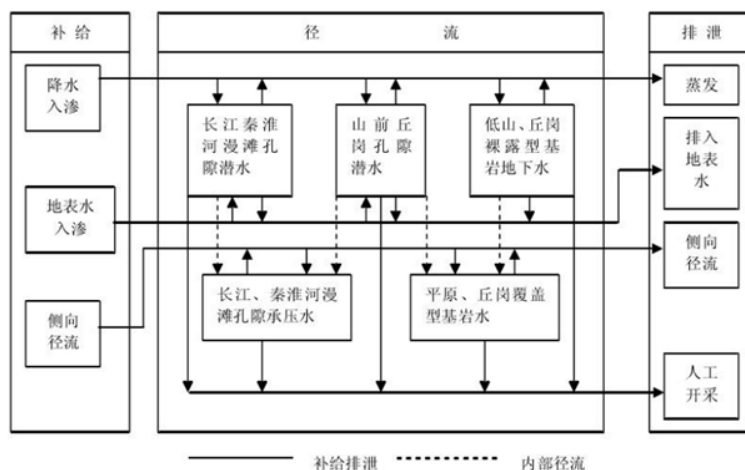 补给
径 流
排泄
降水
入渗
蒸发
长江秦淮
河漫滩孔
隙潜水
山前丘
岗孔隙
潜水
低山、丘岗
裸露型基
岩地下水
排入
地表
水
地表水
入渗
侧向
径流
长江、秦淮河漫
滩孔隙承压水
平原、丘岗覆盖
型基岩水
侧向
径流
人工
开采
补给排泄 内部径流